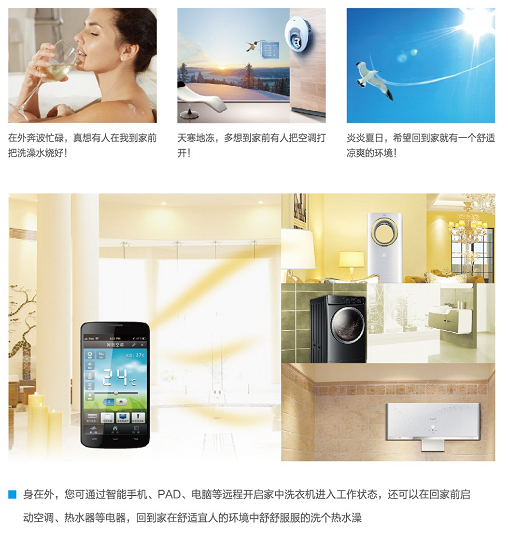 在外奔波忙碌，真想有人在我到家前
把洗澡水烧好！
天寒地冻，多想到家前有人把空调打
开！
炎炎夏日，希望回到家就有一个舒适
凉爽的环境！
24℃
身在外，您可通过智能手机、PAD、电脑等远程开启家中洗衣机进入工作状态，还可以在回家前启
动空调、热水器等电器，回到家在舒适宜人的环境中舒舒服服的洗个热水澡